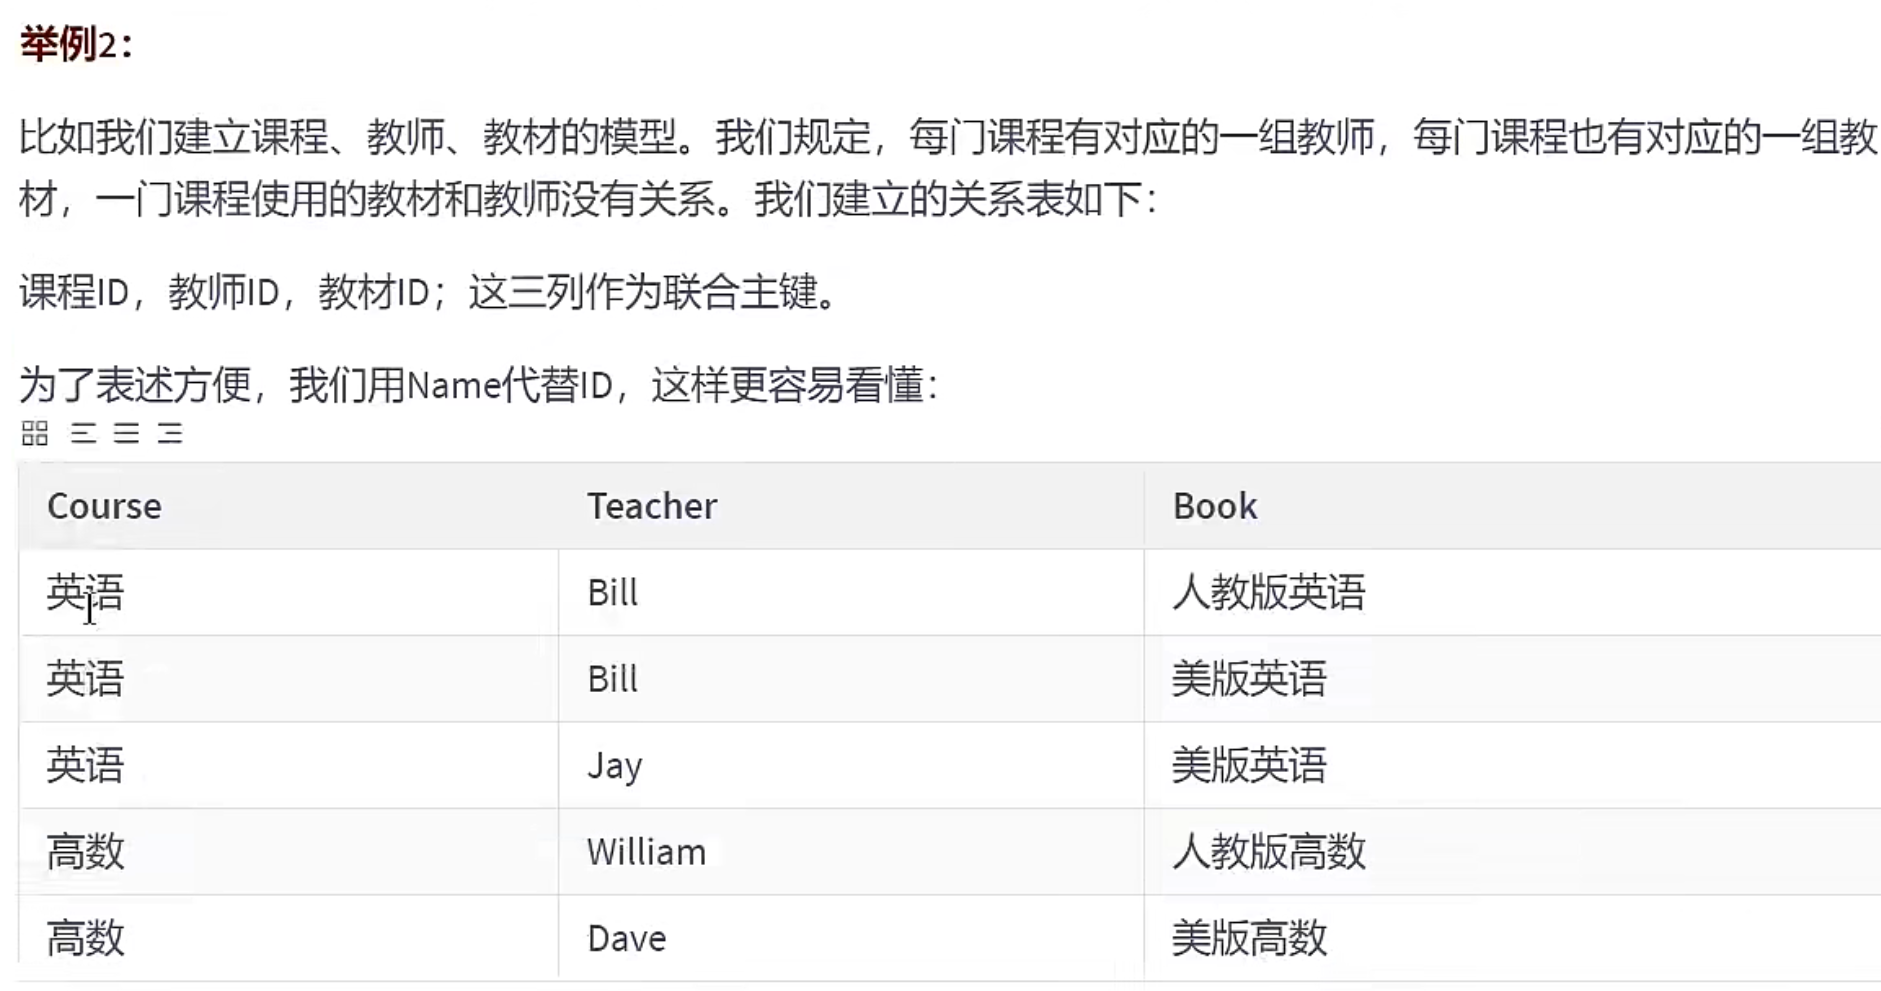 举例2：
比如我们建立课程、教师、教材的模型。我们规定，每门课程有对应的一组教师，每门课程也有对应的一组教
材，一门课程使用的教材和教师没有关系。我们建立的关系表如下：
课程ID，教师ID，教材ID；这三列作为联合主键。
为了表述方便，我们用Name代替ID，这样更容易看懂：
Course Teacher Book
英语 Bill 人教版英语
英语 Bill 美版英语
英语 Jay 美版英语
高数 William 人教版高数
高数 Dave 美版高数